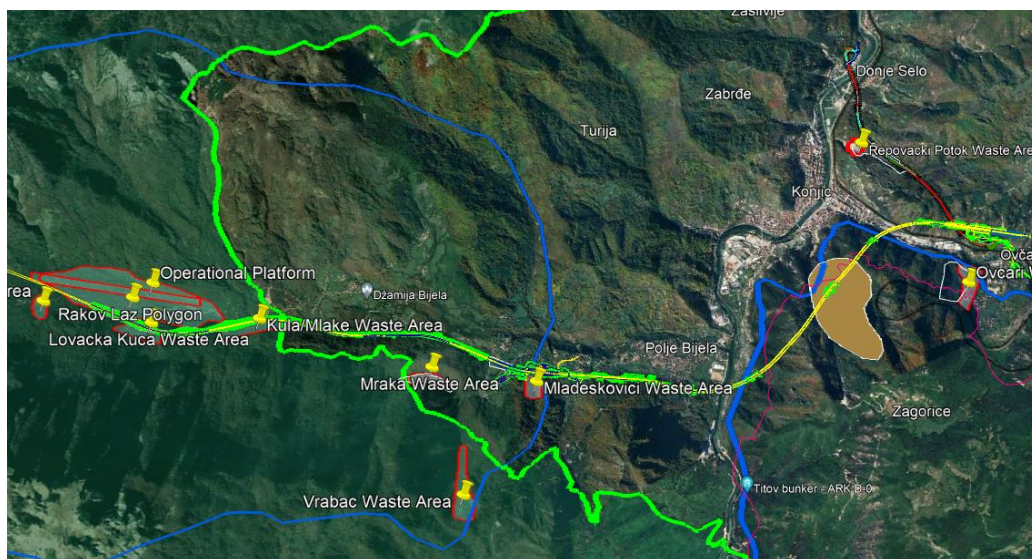 Zaslivlje
Donje Selo
Zabrđe
Turija
Repovacki Potok Waste Are
Konjic
Ovča
Operational Platform
Ovčari V
Džamija Bijela
rea
Rakov Laz Polygon
Kula/Mlake Waste Area
Lovacka Kuca Waste Area
Polje Bijela
Mraka Waste Area
Mladeskovici Waste Area
Zagorice
Titov bunker - ARK D-0
Vrabac Waste Area